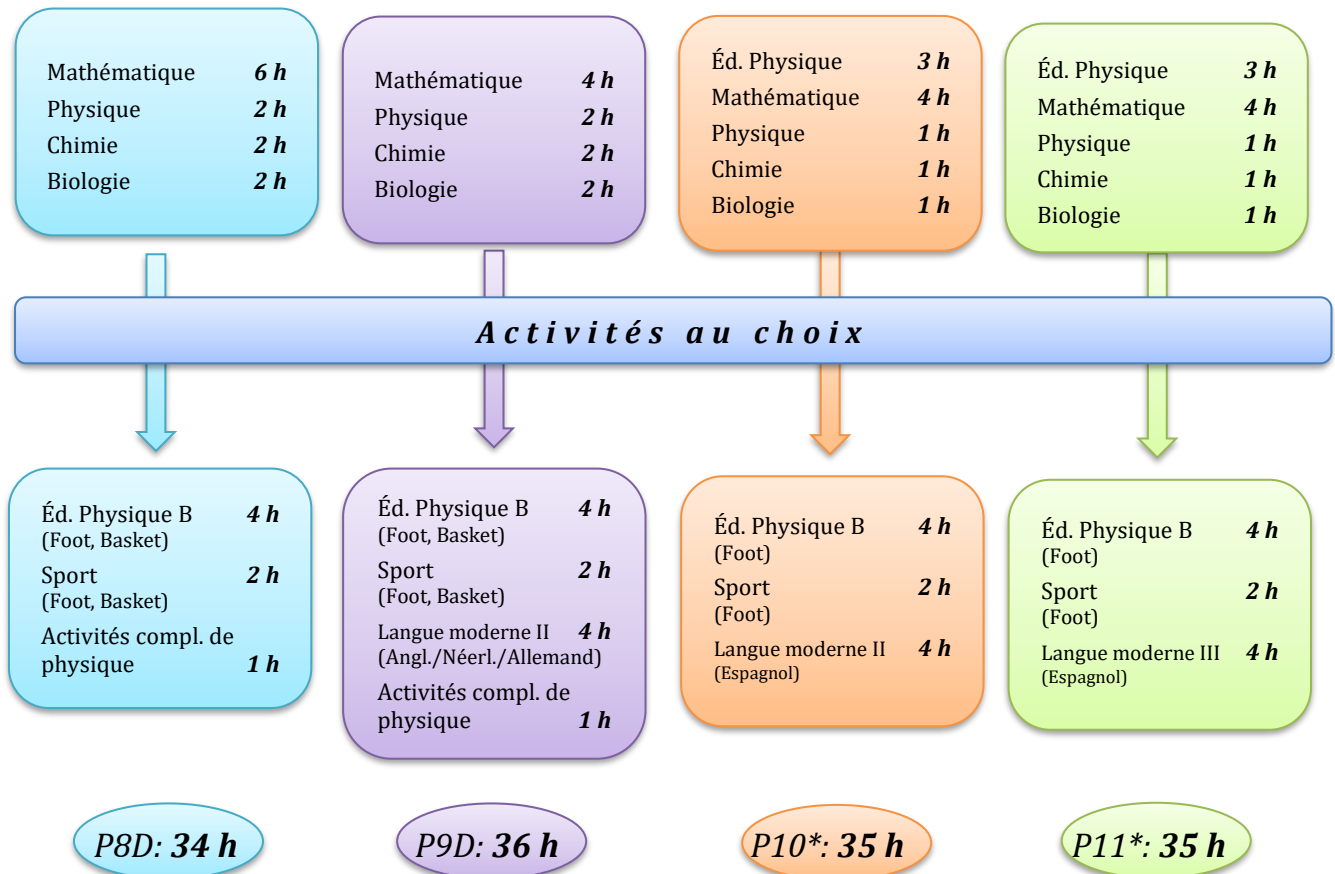 Mathématique 6 h
Physique 2 h
Chimie 2 h
Biologie 2 h
Mathématique 4 h
Physique 2 h
Chimie 2 h
Biologie 2 h
Éd. Physique 3 h
Mathématique 4 h
Physique 1 h
Chimie 1 h
Biologie 1 h
Éd. Physique 3 h
Mathématique 4 h
Physique 1 h
Chimie 1 h
Biologie 1 h
Activités au choix
Éd. Physique B 4 h
(Foot, Basket)
Sport 2 h
(Foot, Basket)
Activités compl. de
physique 1 h
Éd. Physique B 4 h
(Foot, Basket)
Sport 2 h
(Foot, Basket)
Langue moderne II 4 h
(Angl./Néerl./Allemand)
Activités compl. de
physique 1 h
Éd. Physique B 4 h
(Foot)
Sport 2 h
(Foot)
Langue moderne II 4 h
(Espagnol)
Éd. Physique B 4 h
(Foot)
Sport 2 h
(Foot)
Langue moderne III 4 h
(Espagnol)
P8D: 34 h
P9D: 36 h
P10*: 35 h
P11*: 35 h